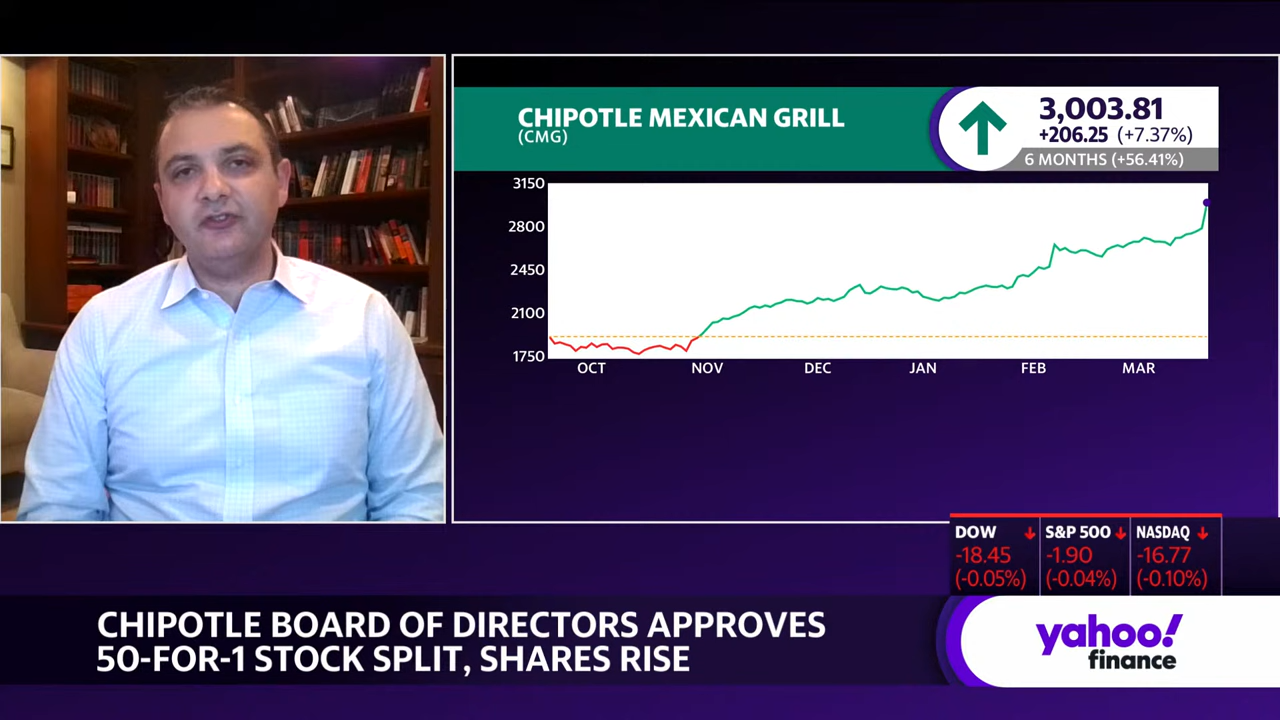 CHIPOTLE MEXICAN GRILL
(CMG)
3,003.81
+206.25 (+7.37%)
6 MONTHS (+56.41%)
3150
2800
2450
2100
1750
OCT NOV DEC JAN FEB MAR
DOW S&P 500 NASDAQ
-18.45 -1.90 -16.77
(-0.05%) (-0.04%) (-0.10%)
CHIPOTLE BOARD OF DIRECTORS APPROVES
50-FOR-1 STOCK SPLIT, SHARES RISE
yahoo!
finance